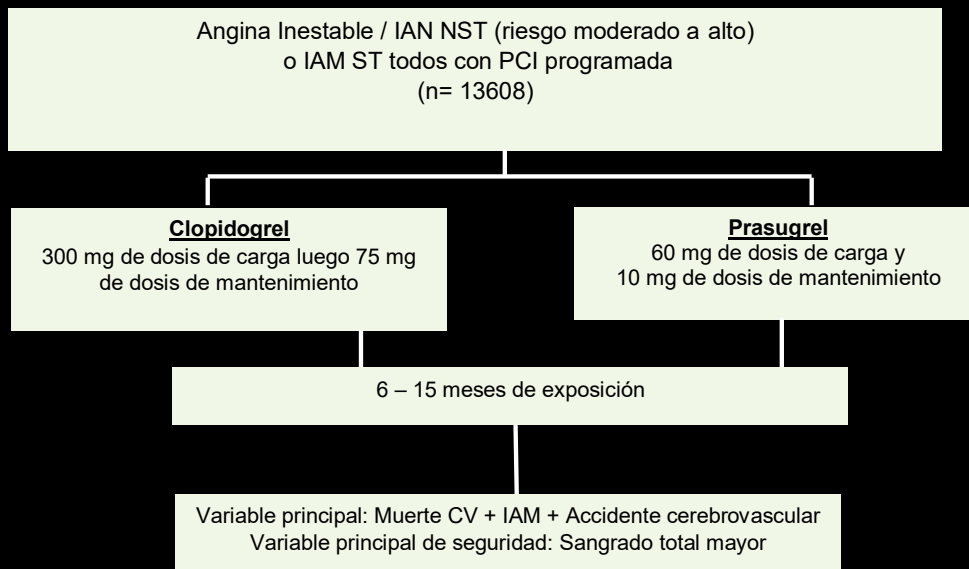 Angina Inestable / IAN NST (riesgo moderado a alto)
o IAM ST todos con PCI programada
(n= 13608)
Clopidogrel
300 mg de dosis de carga luego 75 mg
de dosis de mantenimiento
Prasugrel
60 mg de dosis de carga y
10 mg de dosis de mantenimiento
6 – 15 meses de exposición
Variable principal: Muerte CV + IAM + Accidente cerebrovascular
Variable principal de seguridad: Sangrado total mayor